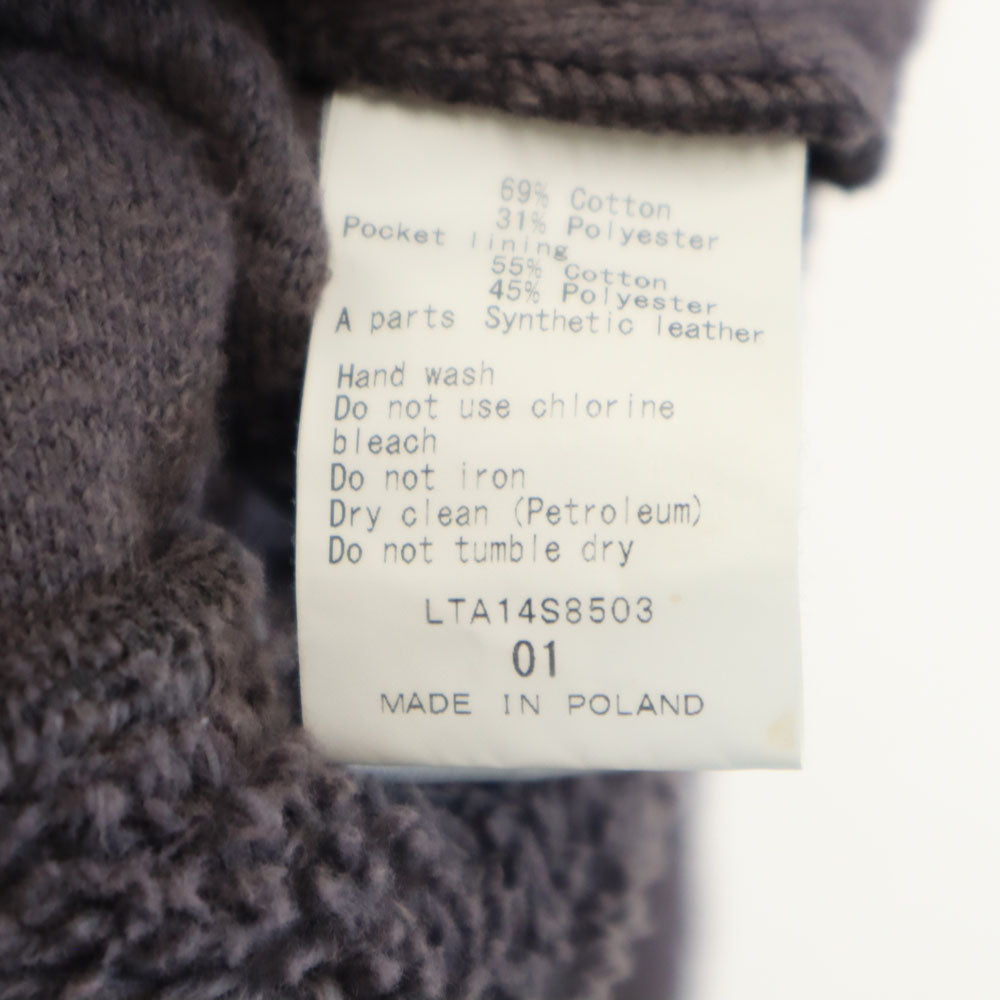 69% Cotton
31% Polyester
Pocket lining
55% Cotton
45% Polyester
A parts Synthetic leather
Hand wash
Do not use chlorine
bleach
Do not iron
Dry clean (Petroleum)
Do not tumble dry
LTA14S8503
01
MADE IN POLAND